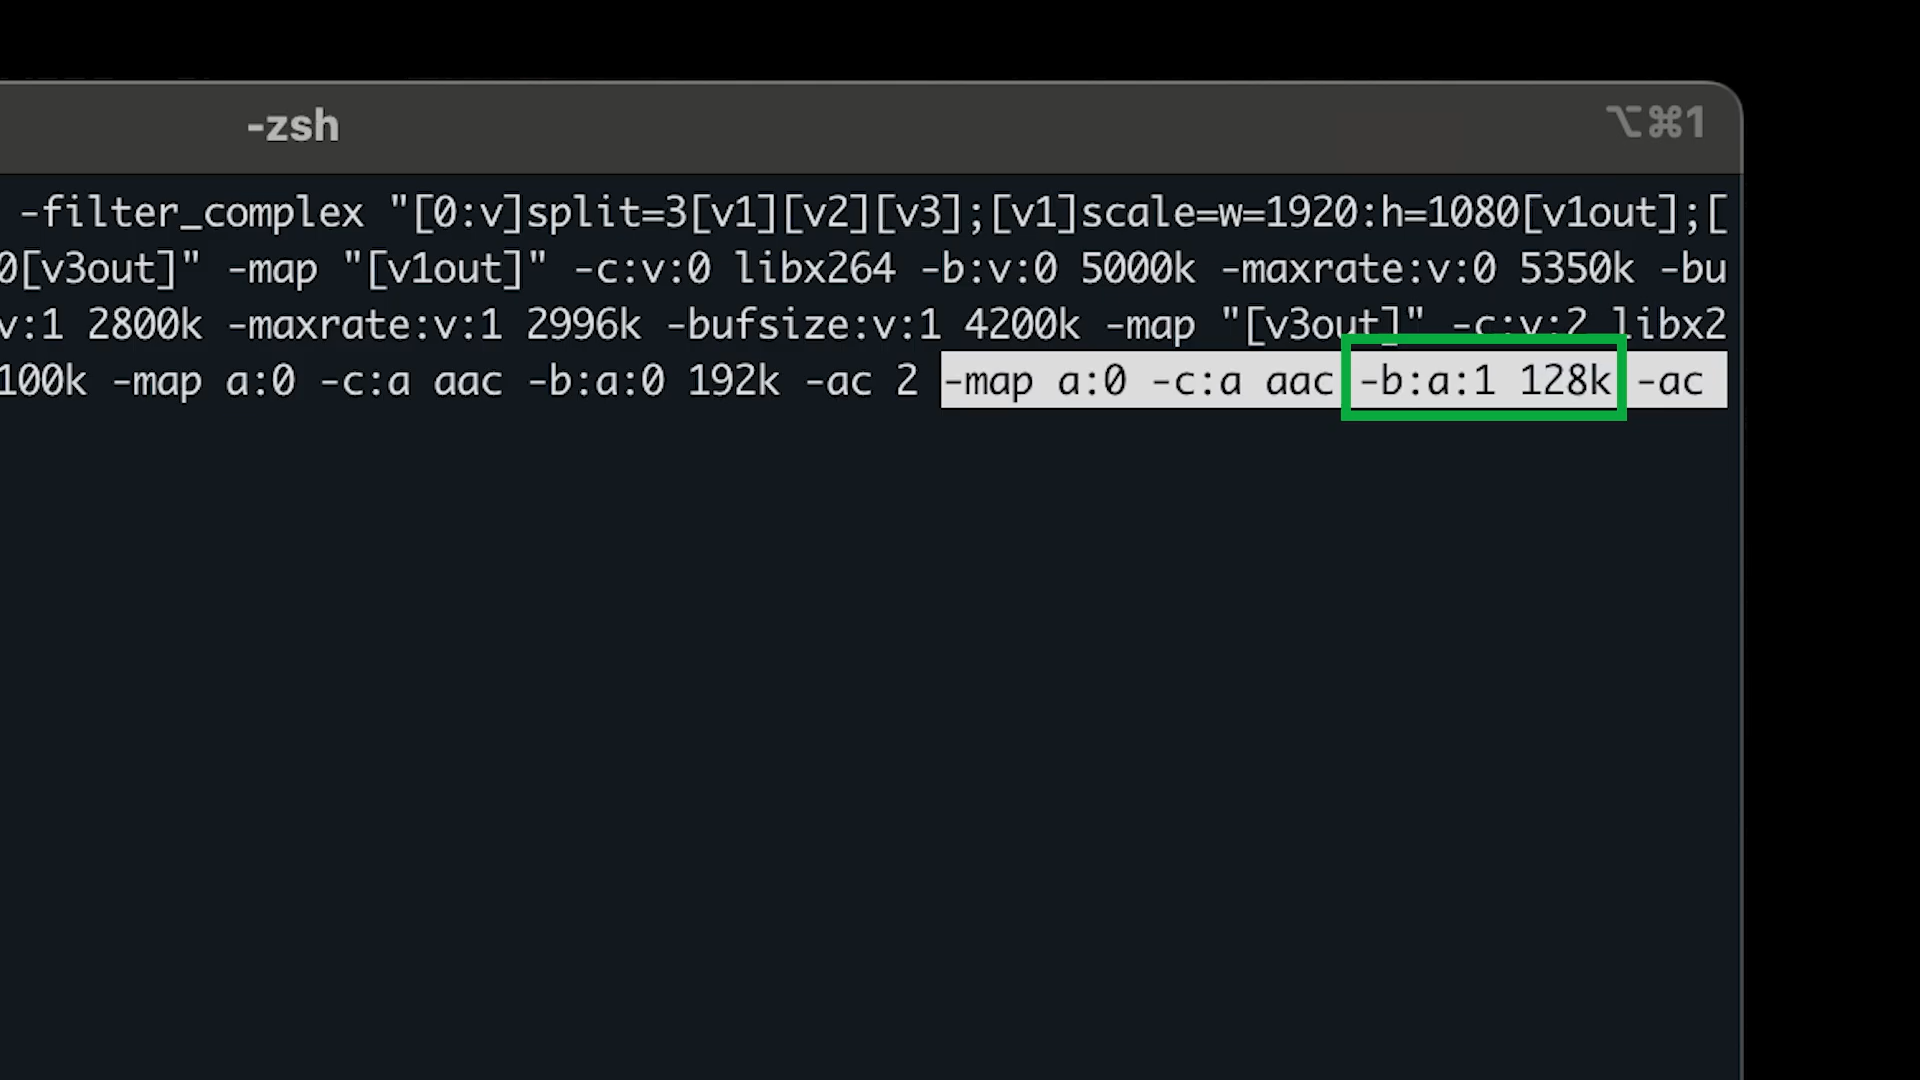 -zsh
⌥⌘1
-filter_complex "[0:v]split=3[v1][v2][v3];[v1]scale=w=1920:h=1080[v1out];[
0[v3out]" -map "[v1out]" -c:v:0 libx264 -b:v:0 5000k -maxrate:v:0 5350k -bu
v:1 2800k -maxrate:v:1 2996k -bufsize:v:1 4200k -map "[v3out]" -c:v:2 libx2
100k -map a:0 -c:a aac -b:a:0 192k -ac 2 -map a:0 -c:a aac -b:a:1 128k -ac